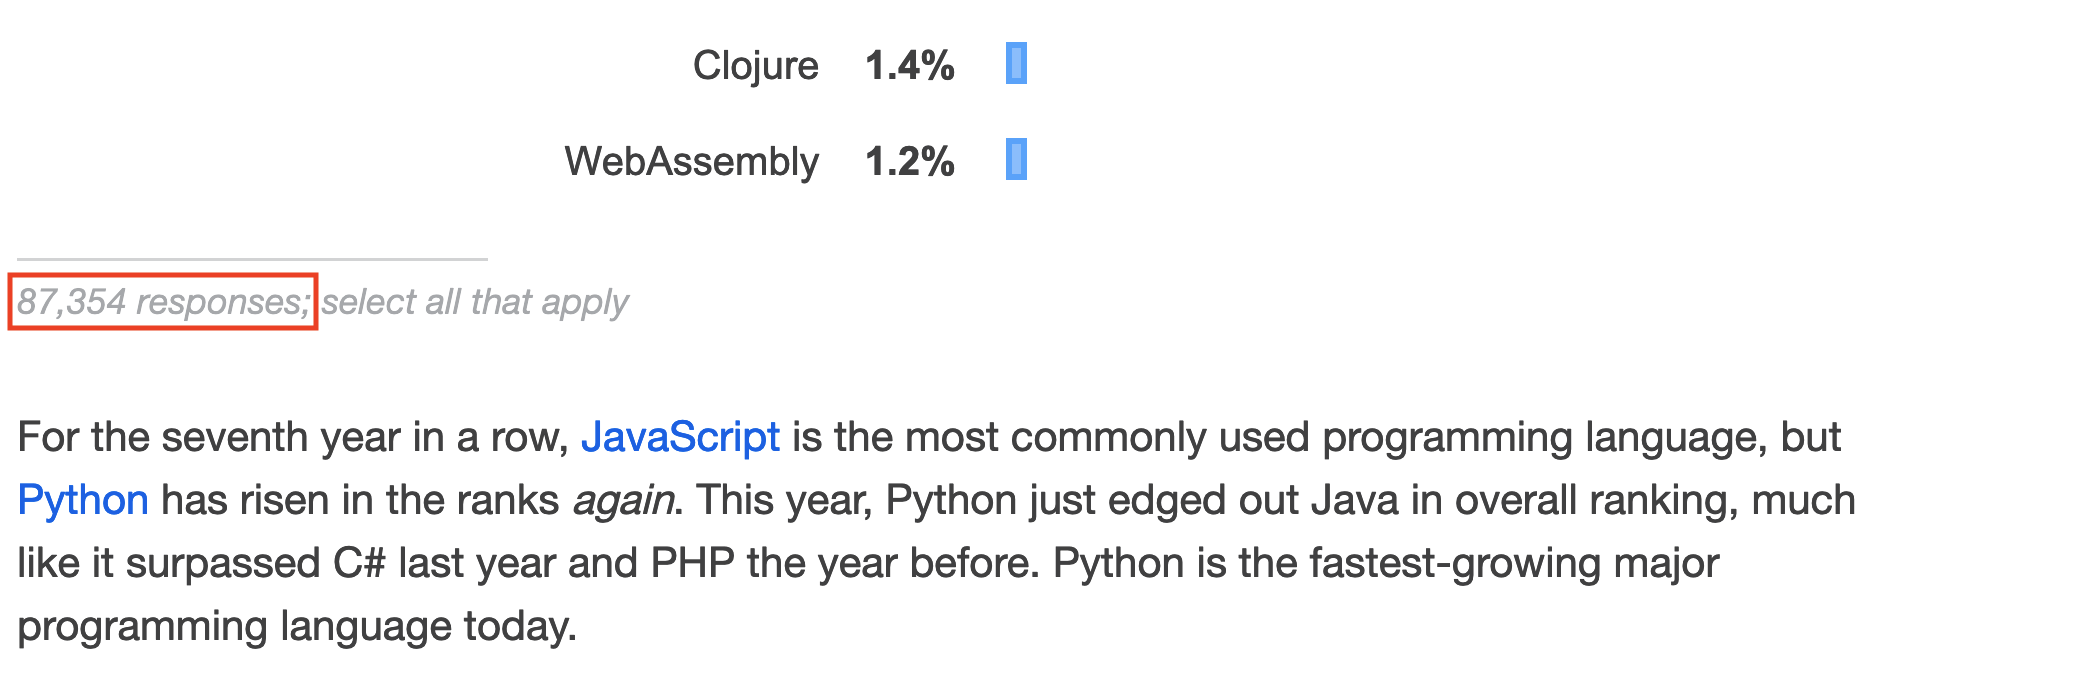 Clojure 1.4%
WebAssembly 1.2%
87,354 responses; select all that apply
For the seventh year in a row, JavaScript is the most commonly used programming language, but
Python has risen in the ranks again. This year, Python just edged out Java in overall ranking, much
like it surpassed C# last year and PHP the year before. Python is the fastest-growing major
programming language today.